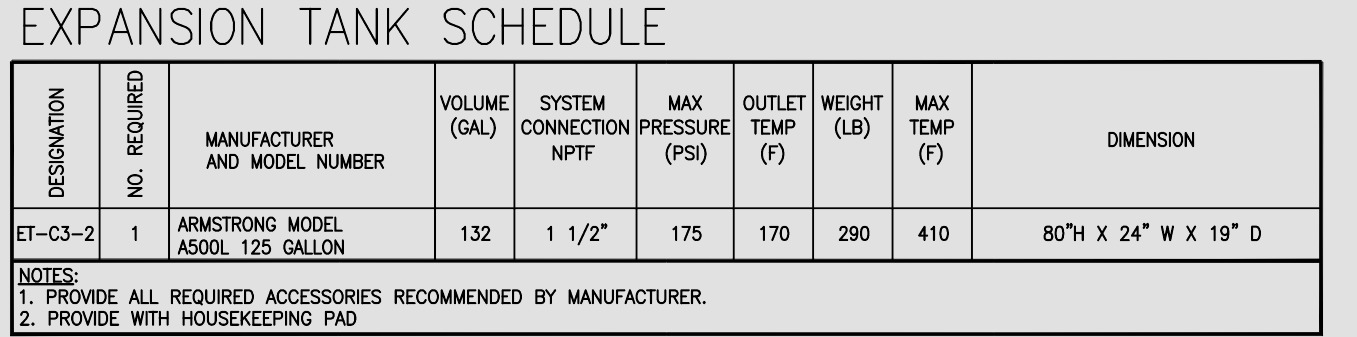 EXPANSION TANK SCHEDULE
DESIGNATION
NO. REQUIRED
MANUFACTURER
AND MODEL NUMBER
VOLUME
(GAL)
SYSTEM
CONNECTION
NPTF
MAX
PRESSURE
(PSI)
OUTLET
TEMP
(F)
WEIGHT
(LB)
MAX
TEMP
(F)
DIMENSION
ET-C3-2
1
ARMSTRONG MODEL
A500L 125 GALLON
132
1 1/2"
175
170
290
410
80"H X 24" W X 19" D
NOTES:
1. PROVIDE ALL REQUIRED ACCESSORIES RECOMMENDED BY MANUFACTURER.
2. PROVIDE WITH HOUSEKEEPING PAD